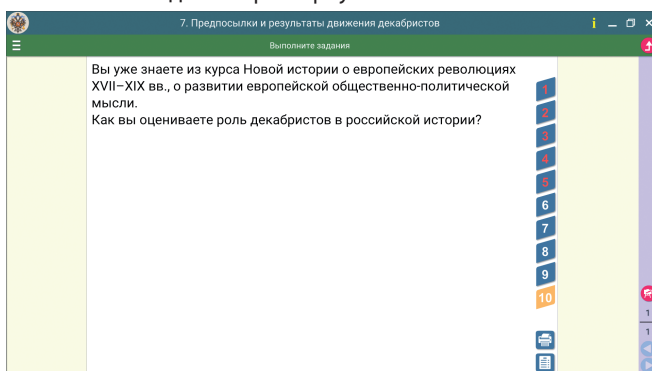 7. Предпосылки и результаты движения декабристов
i
Выполните задания
Вы уже знаете из курса Новой истории о европейских революциях
XVII–XIX вв., о развитии европейской общественно-политической
мысли.
Как вы оцениваете роль декабристов в российской истории?
1
2
3
4
5
6
7
8
9
10
1
1